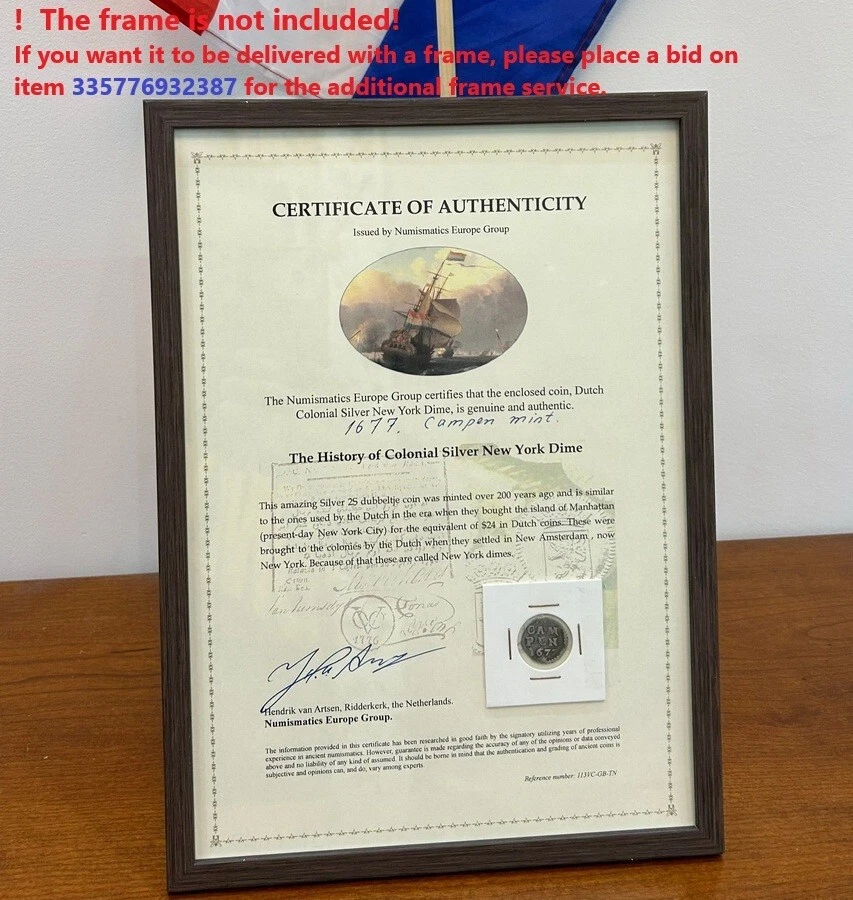 ! The frame is not included!
If you want it to be delivered with a frame, please place a bid on
item 335776932387 for the additional frame service.
CERTIFICATE OF AUTHENTICITY
Issued by Numismatics Europe Group
The Numismatics Europe Group certifies that the enclosed coin, Dutch
Colonial Silver New York Dime, is genuine and authentic.
1677. Campen mint.
The History of Colonial Silver New York Dime
This amazing Silver 2S dubbeltje coin was minted over 200 years ago and is similar
to the ones used by the Dutch in the era when they bought the island of Manhattan
(present-day New York City) for the equivalent of $24 in Dutch coins. These were
brought to the colonies by the Dutch when they settled in New Amsterdam , now
New York. Because of that these are called New York dimes.
1776
CAM
PEN
167
Hendrik van Artsen, Ridderkerk, the Netherlands.
Numismatics Europe Group.
The information provided in this certificate has been researched in good faith by the signatory utilizing years of professional
experience in ancient numismatics. However, guarantee is made regarding the accuracy of any of the opinions or data conveyed
above and no liability of any kind of assumed. It should be borne in mind that the authentication and grading of ancient coins is
subjective and opinions can, and do, vary among experts
Reference number: 113VC-GB-TN